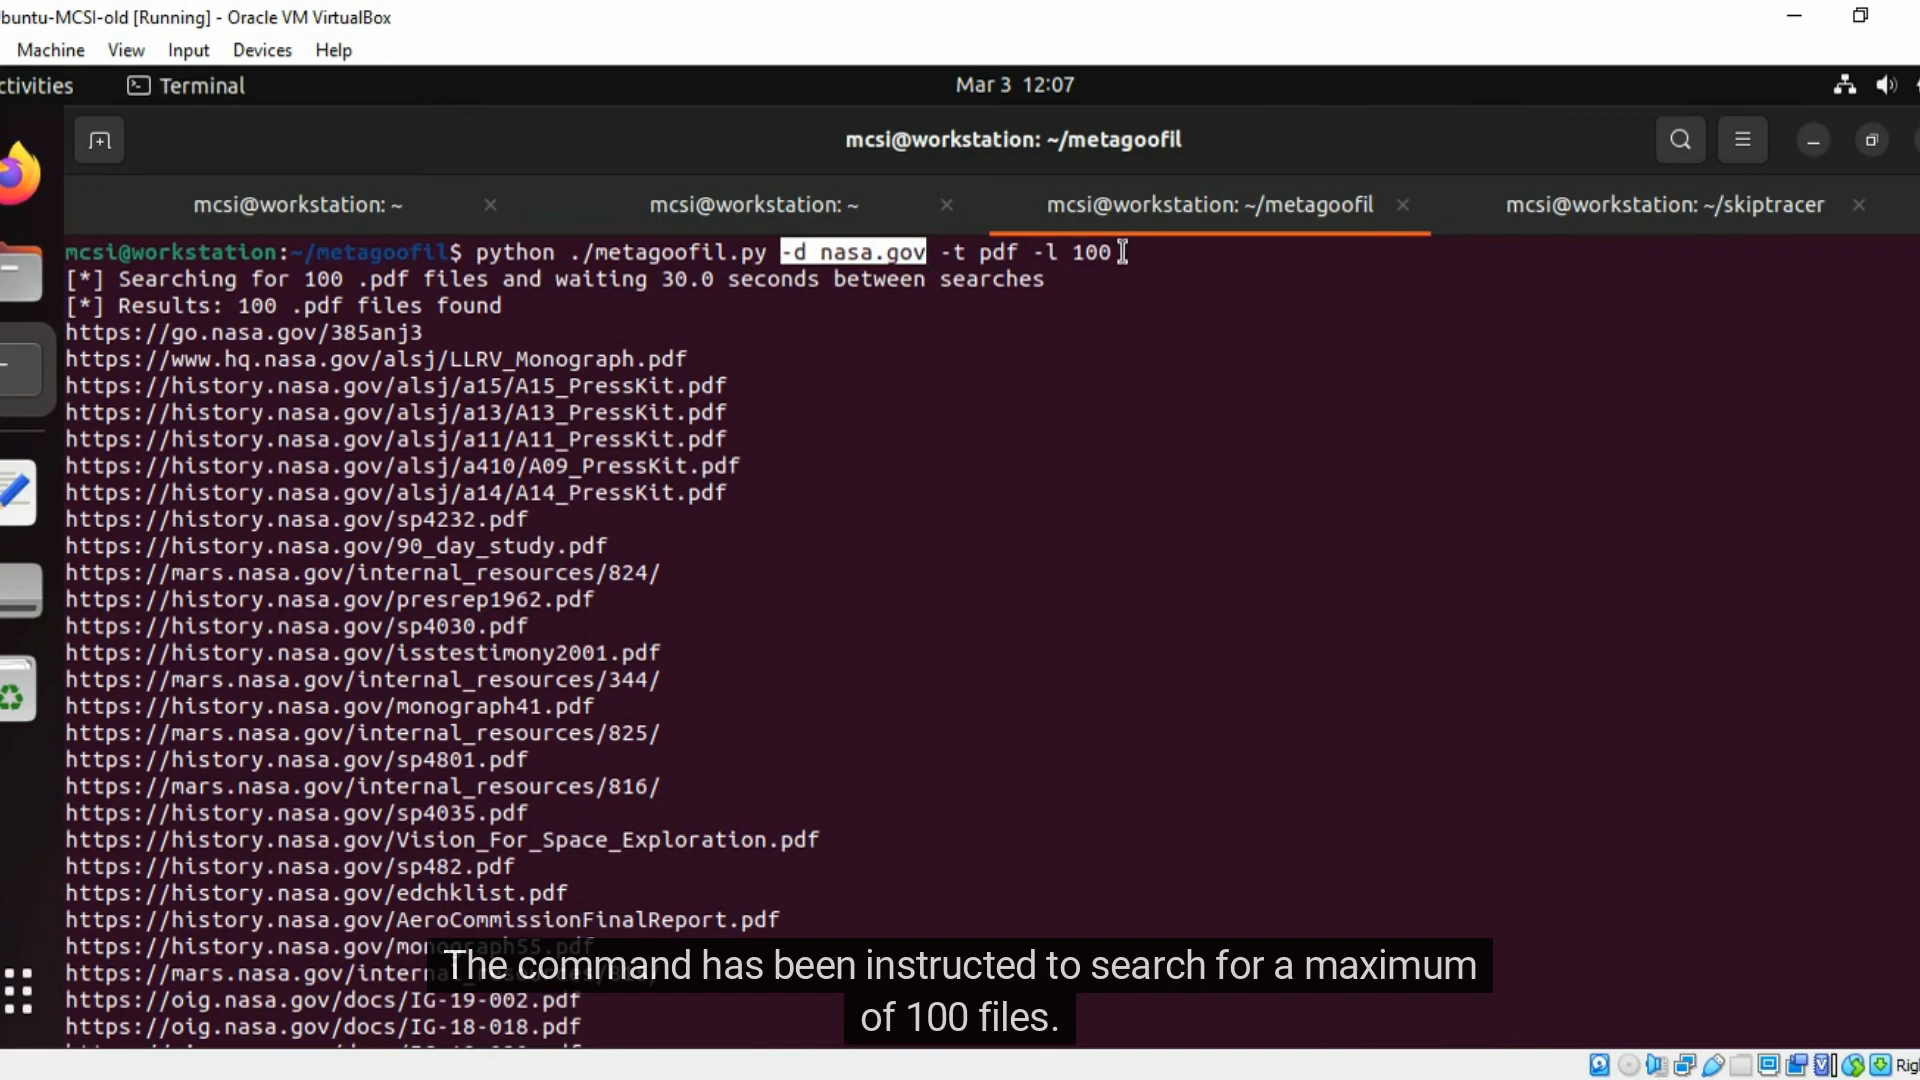 buntu-MCSI-old [Running] - Oracle VM VirtualBox
Machine View Input Devices Help
ctivities Terminal Mar 3 12:07
mcsi@workstation: ~/metagoofil
mcsi@workstation: ~ mcsi@workstation: ~ mcsi@workstation: ~/metagoofil mcsi@workstation: ~/skiptracer
mcsi@workstation:~/metagoofil$ python ./metagoofil.py -d nasa.gov -t pdf -l 100
[*] Searching for 100 .pdf files and waiting 30.0 seconds between searches
[*] Results: 100 .pdf files found
https://go.nasa.gov/385anj3
https://www.hq.nasa.gov/alsj/LLRV_Monograph.pdf
https://history.nasa.gov/alsj/a15/A15_PressKit.pdf
https://history.nasa.gov/alsj/a13/A13_PressKit.pdf
https://history.nasa.gov/alsj/a11/A11_PressKit.pdf
https://history.nasa.gov/alsj/a410/A09_PressKit.pdf
https://history.nasa.gov/alsj/a14/A14_PressKit.pdf
https://history.nasa.gov/sp4232.pdf
https://history.nasa.gov/90_day_study.pdf
https://mars.nasa.gov/internal_resources/824/
https://history.nasa.gov/presrep1962.pdf
https://history.nasa.gov/sp4030.pdf
https://history.nasa.gov/isstestimony2001.pdf
https://mars.nasa.gov/internal_resources/344/
https://history.nasa.gov/monograph41.pdf
https://mars.nasa.gov/internal_resources/825/
https://history.nasa.gov/sp4801.pdf
https://mars.nasa.gov/internal_resources/816/
https://history.nasa.gov/sp4035.pdf
https://history.nasa.gov/Vision_For_Space_Exploration.pdf
https://history.nasa.gov/sp482.pdf
https://history.nasa.gov/edchklist.pdf
https://history.nasa.gov/AeroCommissionFinalReport.pdf
https://history.nasa.gov/monograph55.pdf
https://mars.nasa.gov/intern
The command has been instructed to search for a maximum
https://oig.nasa.gov/docs/IG-19-002.pdf
of 100 files.
https://oig.nasa.gov/docs/IG-18-018.pdf
Rig